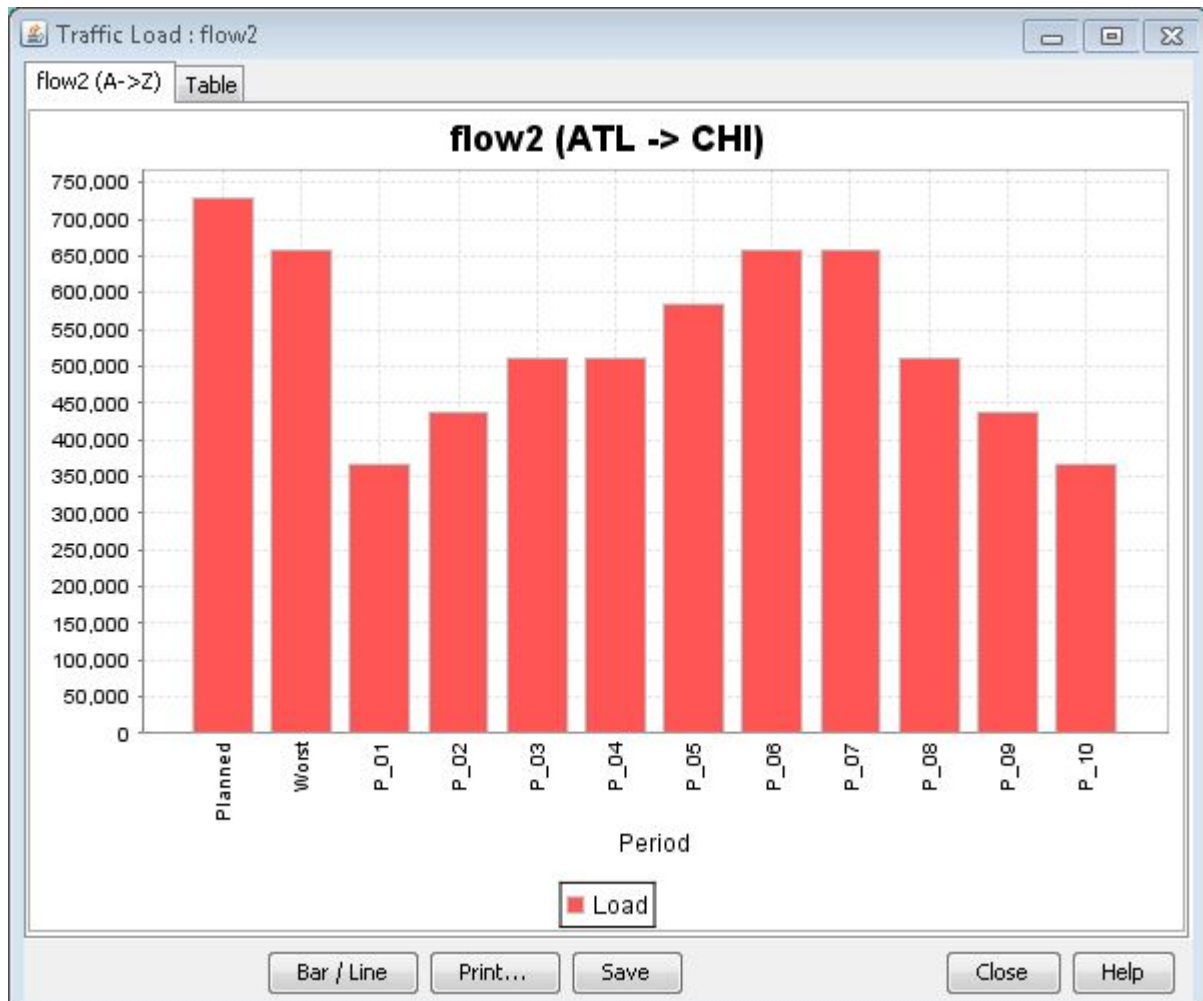 Traffic Load : flow2
flow2 (A->Z) Table
flow2 (ATL -> CHI)
750,000
700,000
650,000
600,000
550,000
500,000
450,000
400,000
350,000
300,000
250,000
200,000
150,000
100,000
50,000
0
Planned
Worst
P_01
P_02
P_03
P_04
P_05
P_06
P_07
P_08
P_09
P_10
Period
Load
Bar / Line Print... Save Close Help